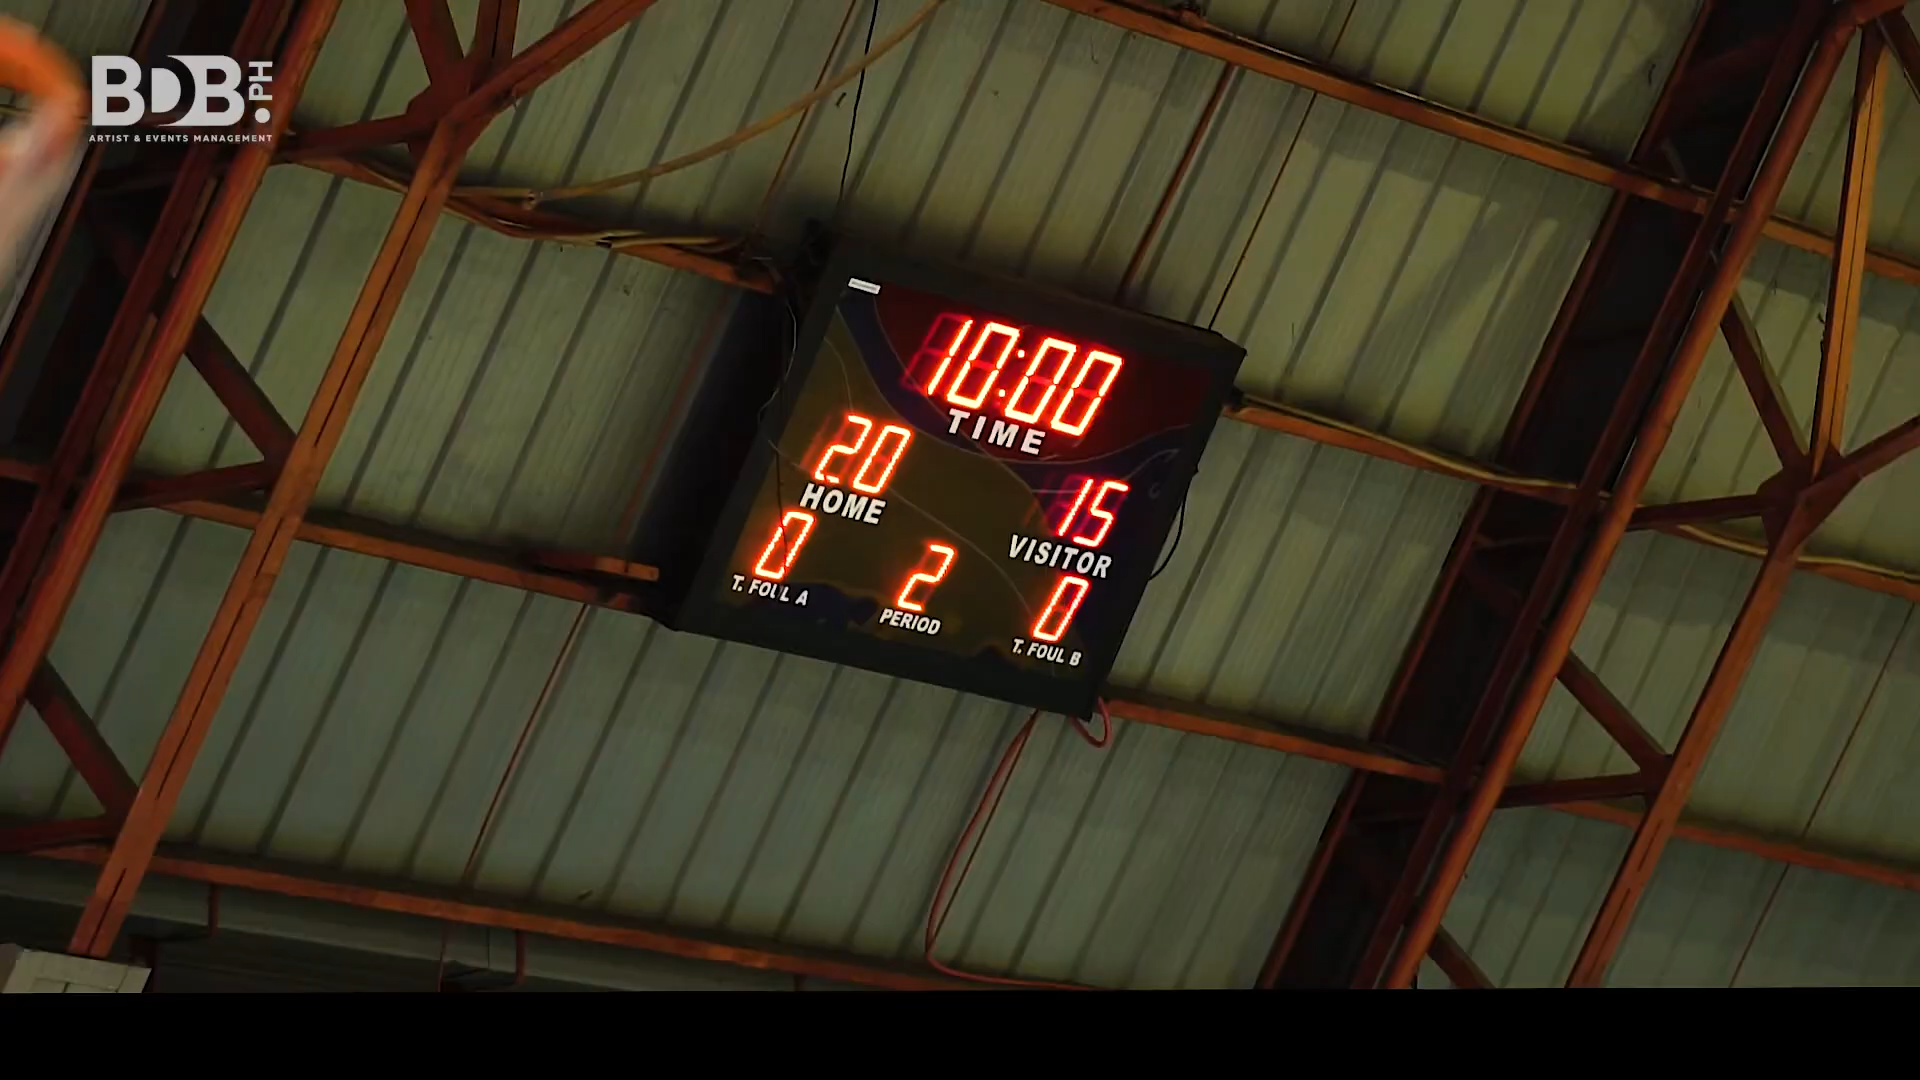 BDB.PH
ARTIST & EVENTS MANAGEMENT
10:00
TIME
20
HOME
15
VISITOR
0
T. FOUL A
2
PERIOD
0
T. FOUL B